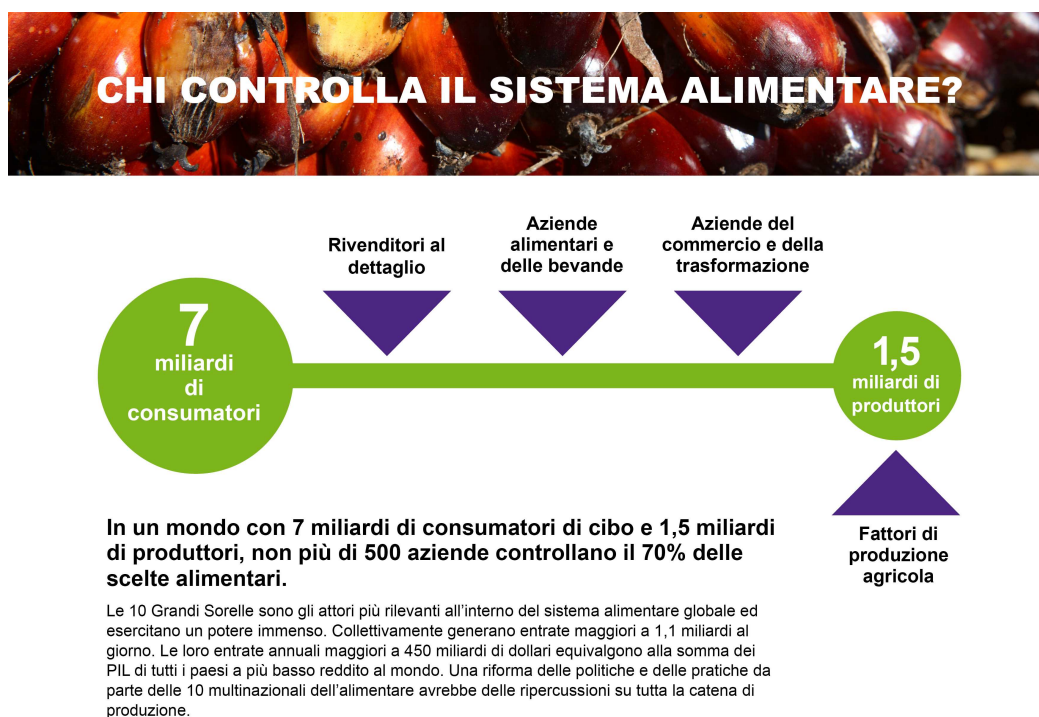 CHI CONTROLLA IL SISTEMA ALIMENTARE?
Rivenditori al
dettaglio
Aziende
alimentari e
delle bevande
Aziende del
commercio e della
trasformazione
7
miliardi
di
consumatori
1,5
miliardi di
produttori
Fattori di
produzione
agricola
In un mondo con 7 miliardi di consumatori di cibo e 1,5 miliardi
di produttori, non più di 500 aziende controllano il 70% delle
scelte alimentari.
Le 10 Grandi Sorelle sono gli attori più rilevanti all’interno del sistema alimentare globale ed
esercitano un potere immenso. Collettivamente generano entrate maggiori a 1,1 miliardi al
giorno. Le loro entrate annuali maggiori a 450 miliardi di dollari equivalgono alla somma dei
PIL di tutti i paesi a più basso reddito al mondo. Una riforma delle politiche e delle pratiche da
parte delle 10 multinazionali dell’alimentare avrebbe delle ripercussioni su tutta la catena di
produzione.